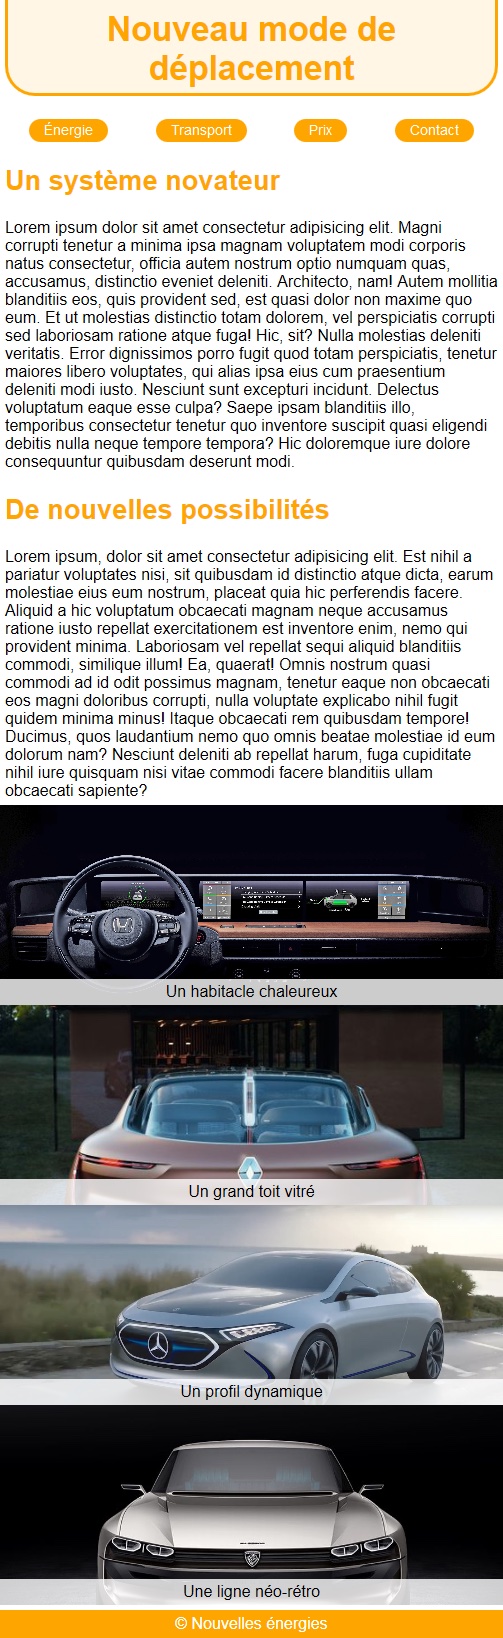 Nouveau mode de
déplacement
Énergie Transport Prix Contact
Un système novateur
Lorem ipsum dolor sit amet consectetur adipisicing elit. Magni
corrupti tenetur a minima ipsa magnam voluptatem modi corporis
natus consectetur, officia autem nostrum optio numquam quas,
accusamus, distinctio eveniet deleniti. Architecto, nam! Autem mollitia
blanditiis eos, quis provident sed, est quasi dolor non maxime quo
eum. Et ut molestias distinctio totam dolorem, vel perspiciatis corrupti
sed laboriosam ratione atque fuga! Hic, sit? Nulla molestias deleniti
veritatis. Error dignissimos porro fugit quod totam perspiciatis, tenetur
maiores libero voluptates, qui alias ipsa eius cum praesentium
deleniti modi iusto. Nesciunt sunt excepturi incidunt. Delectus
voluptatum eaque esse culpa? Saepe ipsam blanditiis illo,
temporibus consectetur tenetur quo inventore suscipit quasi eligendi
debitis nulla neque tempore tempora? Hic doloremque iure dolore
consequuntur quibusdam deserunt modi.
De nouvelles possibilités
Lorem ipsum, dolor sit amet consectetur adipisicing elit. Est nihil a
pariatur voluptates nisi, sit quibusdam id distinctio atque dicta, earum
molestiae eius eum nostrum, placeat quia hic perferendis facere.
Aliquid a hic voluptatum obcaecati magnam neque accusamus
ratione iusto repellat exercitationem est inventore enim, nemo qui
provident minima. Laboriosam vel repellat sequi aliquid blanditiis
commodi, similique illum! Ea, quaerat! Omnis nostrum quasi
commodi ad id odit possimus magnam, tenetur eaque non obcaecati
eos magni doloribus corrupti, nulla voluptate explicabo nihil fugit
quidem minima minus! Itaque obcaecati rem quibusdam tempore!
Ducimus, quos laudantium nemo quo omnis beatae molestiae id eum
dolorum nam? Nesciunt deleniti ab repellat harum, fuga cupiditate
nihil iure quisquam nisi vitae commodi facere blanditiis ullam
obcaecati sapiente?
Un habitacle chaleureux
Un grand toit vitré
Un profil dynamique
Une ligne néo-rétro
© Nouvelles énergies